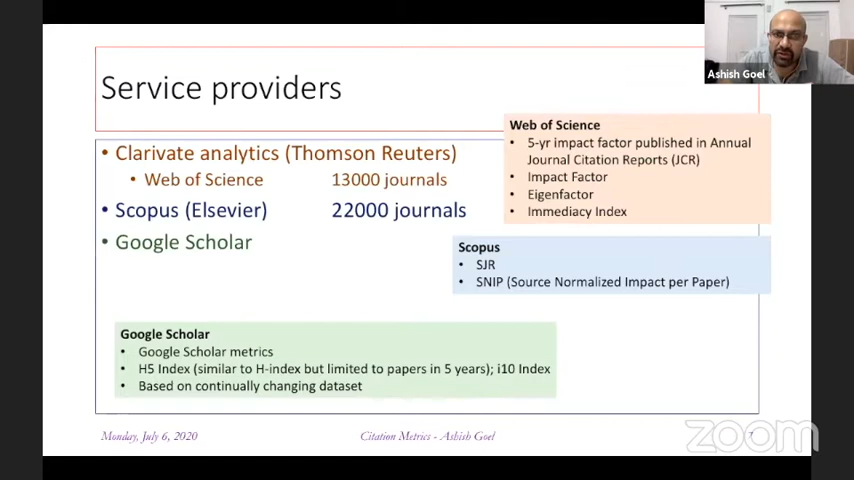 Ashish Goel
Service providers
• Clarivate analytics (Thomson Reuters)
• Web of Science 13000 journals
• Scopus (Elsevier) 22000 journals
• Google Scholar
Web of Science
• 5-yr impact factor published in Annual
Journal Citation Reports (JCR)
• Impact Factor
• Eigenfactor
• Immediacy Index
Scopus
• SJR
• SNIP (Source Normalized Impact per Paper)
Google Scholar
• Google Scholar metrics
• H5 Index (similar to H-index but limited to papers in 5 years); i10 Index
• Based on continually changing dataset
Monday, July 6, 2020
Citation Metrics - Ashish Goel
7
zoom